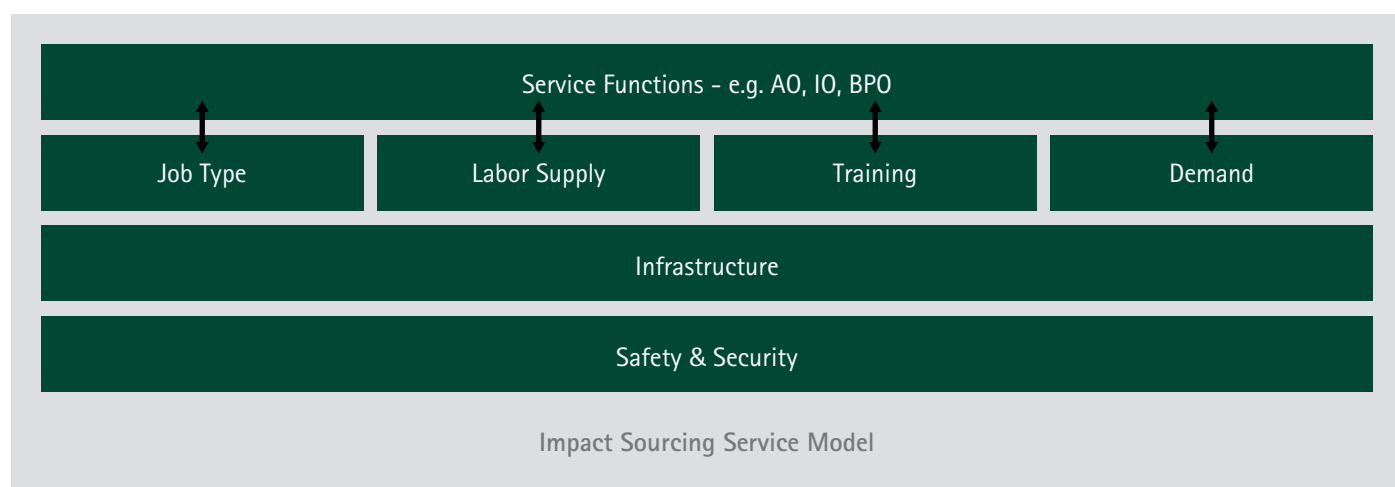 Service Functions - e.g. AO, IO, BPO
Job Type
Labor Supply
Training
Demand
Infrastructure
Safety & Security
Impact Sourcing Service Model